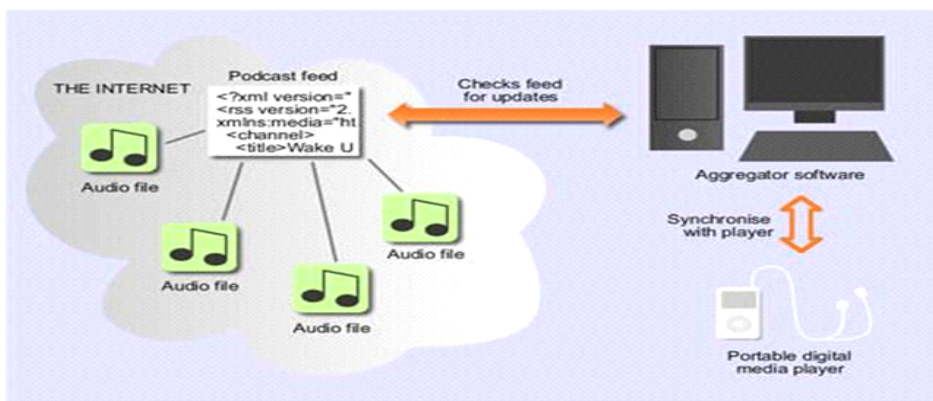 THE INTERNET
Podcast feed
<?xml version="
<rss version="2.
xmlns:media="ht
<channel>
<title>Wake U
Audio file
Audio file
Audio file
Audio file
Checks feed
for updates
Aggregator software
Synchronise
with player
Portable digital
media player